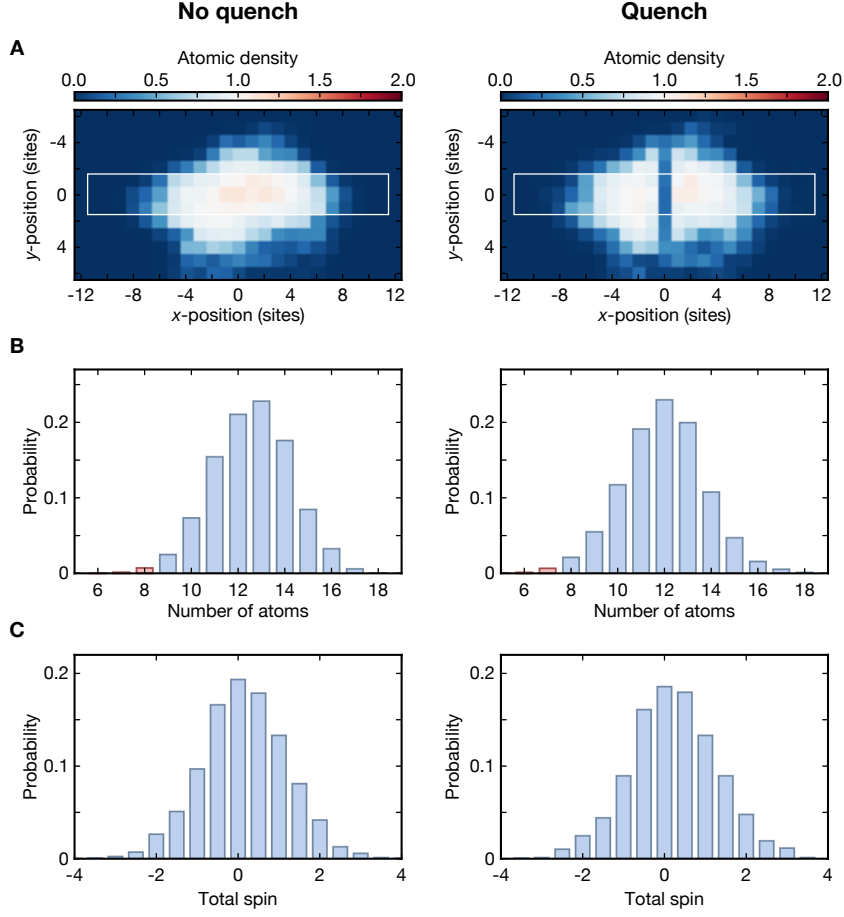 No quench Quench
A
Atomic density Atomic density
0.0 0.5 1.0 1.5 2.0 0.0 0.5 1.0 1.5 2.0
y-position (sites) y-position (sites)
-4 -4
0 0
4 4
-12 -8 -4 0 4 8 12 -12 -8 -4 0 4 8 12
x-position (sites) x-position (sites)
B
Probability Probability
0.2 0.2
0.1 0.1
0 0
6 8 10 12 14 16 18 6 8 10 12 14 16 18
Number of atoms Number of atoms
C
Probability Probability
0.2 0.2
0.1 0.1
0 0
-4 -2 0 2 4 -4 -2 0 2 4
Total spin Total spin